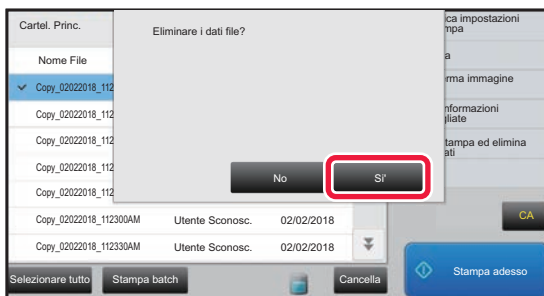 Cartel. Princ.
Eliminare i dati file?
Nome File
Copy_02022018_112
Copy_02022018_112
Copy_02022018_112
Copy_02022018_112
Copy_02022018_112
Copy_02022018_112300AM Utente Sconosc. 02/02/2018
Copy_02022018_112330AM Utente Sconosc. 02/02/2018
No
Si'
Selezionare tutto
Stampa batch
Cancella
ca impostazioni
mpa
a
rma immagine
nformazioni
gliate
tampa ed elimina
ati
CA
Stampa adesso